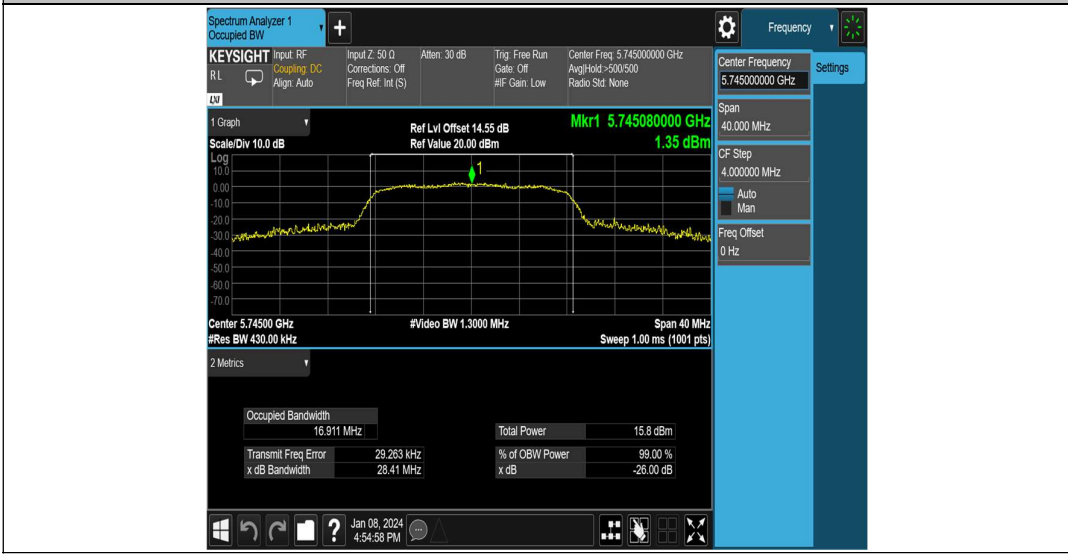 Spectrum Analyzer 1
Occupied BW
Frequency
KEYSIGHT
RL
LXI
Input: RF
Coupling: DC
Align: Auto
Input Z: 50 Ω
Corrections: Off
Freq Ref: Int (S)
Atten: 30 dB
Trig: Free Run
Gate: Off
#IF Gain: Low
Center Freq: 5.745000000 GHz
Avg|Hold:>500/500
Radio Std: None
1 Graph
Scale/Div 10.0 dB
Ref Lvl Offset 14.55 dB
Ref Value 20.00 dBm
Mkr1 5.745080000 GHz
1.35 dBm
Log
10.0
0.00
-10.0
-20.0
-30.0
-40.0
-50.0
-60.0
-70.0
1
Center 5.74500 GHz
#Res BW 430.00 kHz
#Video BW 1.3000 MHz
Span 40 MHz
Sweep 1.00 ms (1001 pts)
2 Metrics
Occupied Bandwidth
16.911 MHz
Transmit Freq Error 29.263 kHz
x dB Bandwidth 28.41 MHz
Total Power 15.8 dBm
% of OBW Power 99.00 %
x dB -26.00 dB
Jan 08, 2024
4:54:58 PM
Center Frequency
5.745000000 GHz
Settings
Span
40.000 MHz
CF Step
4.000000 MHz
Auto
Man
Freq Offset
0 Hz